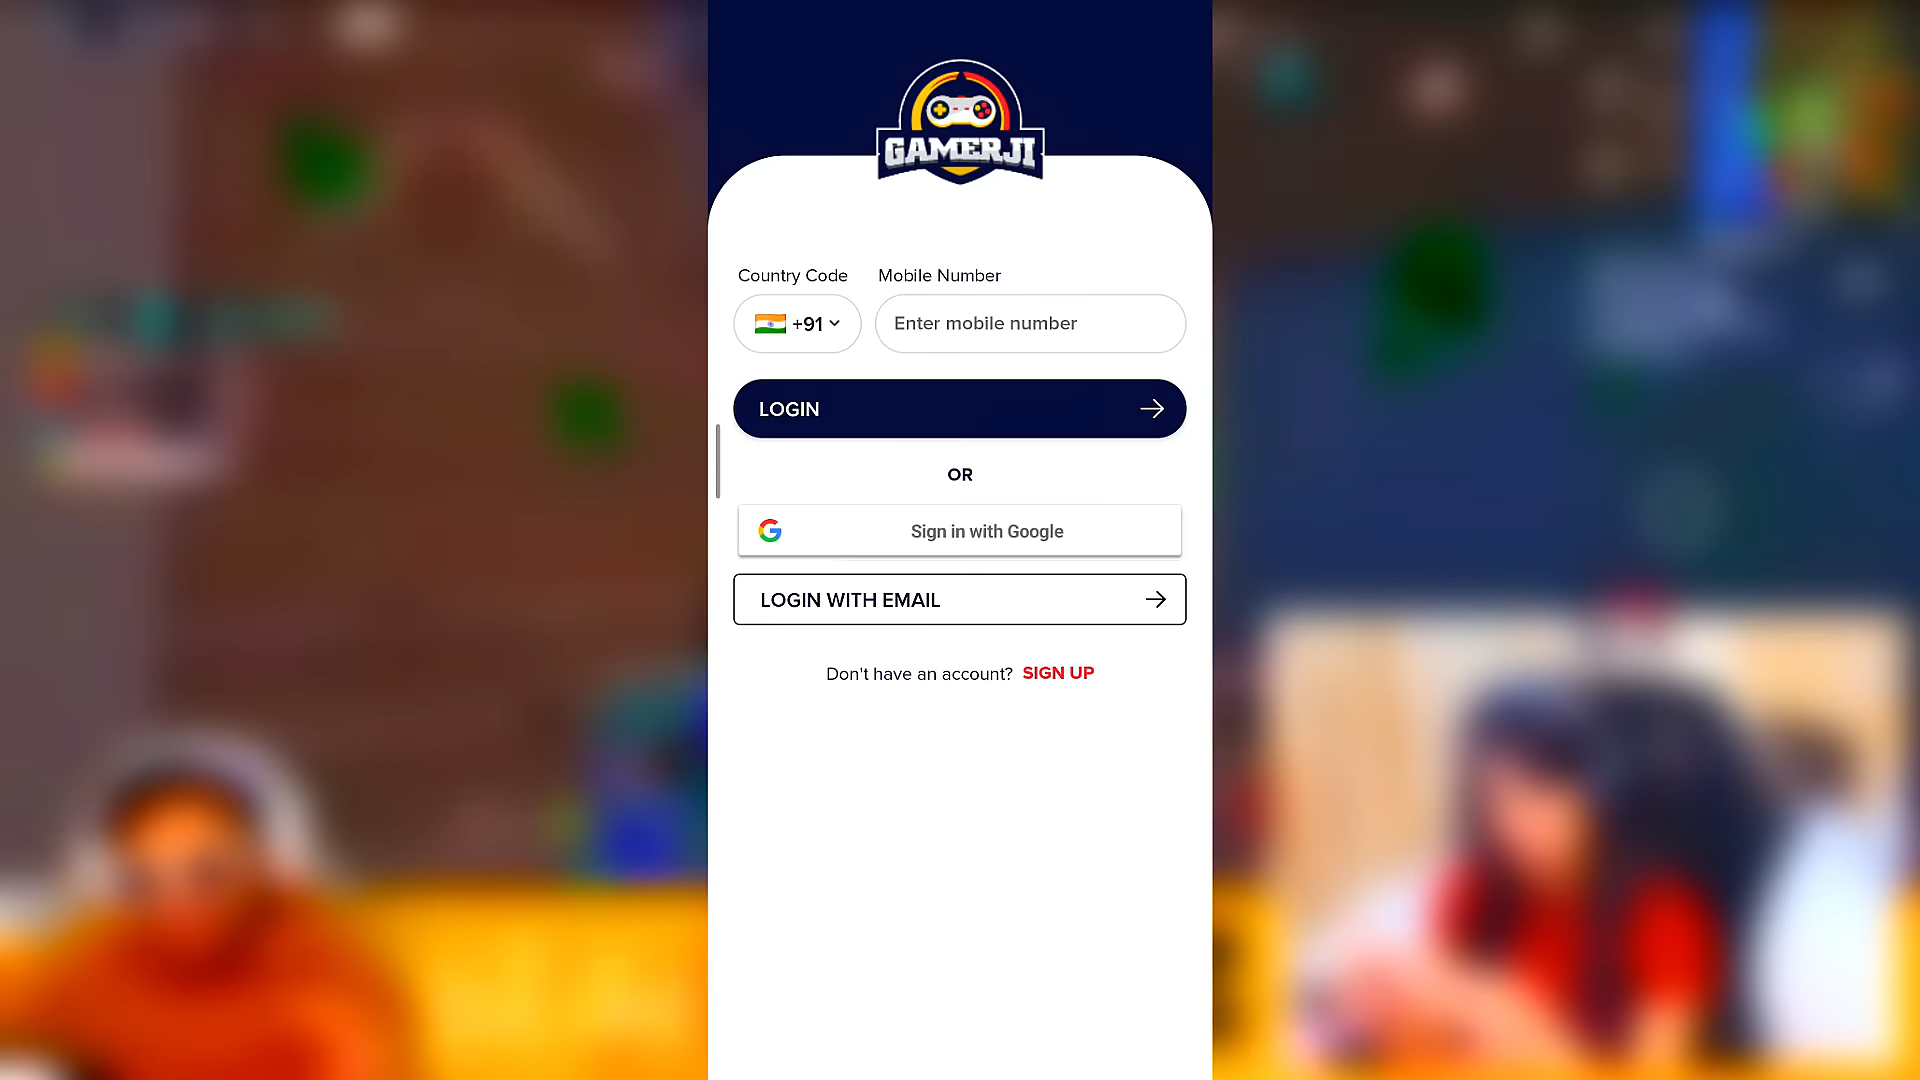 GAMERJI
Country Code Mobile Number
+91 Enter mobile number
LOGIN
OR
Sign in with Google
LOGIN WITH EMAIL
Don't have an account? SIGN UP